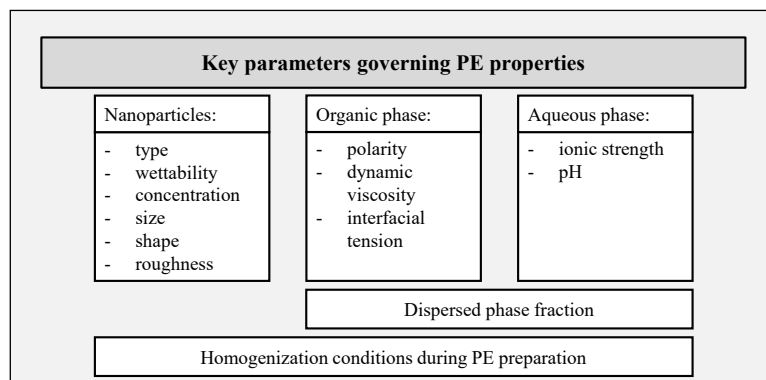 Key parameters governing PE properties
Nanoparticles:
- type
- wettability
- concentration
- size
- shape
- roughness
Organic phase:
- polarity
- dynamic
viscosity
- interfacial
tension
Aqueous phase:
- ionic strength
- pH
Dispersed phase fraction
Homogenization conditions during PE preparation